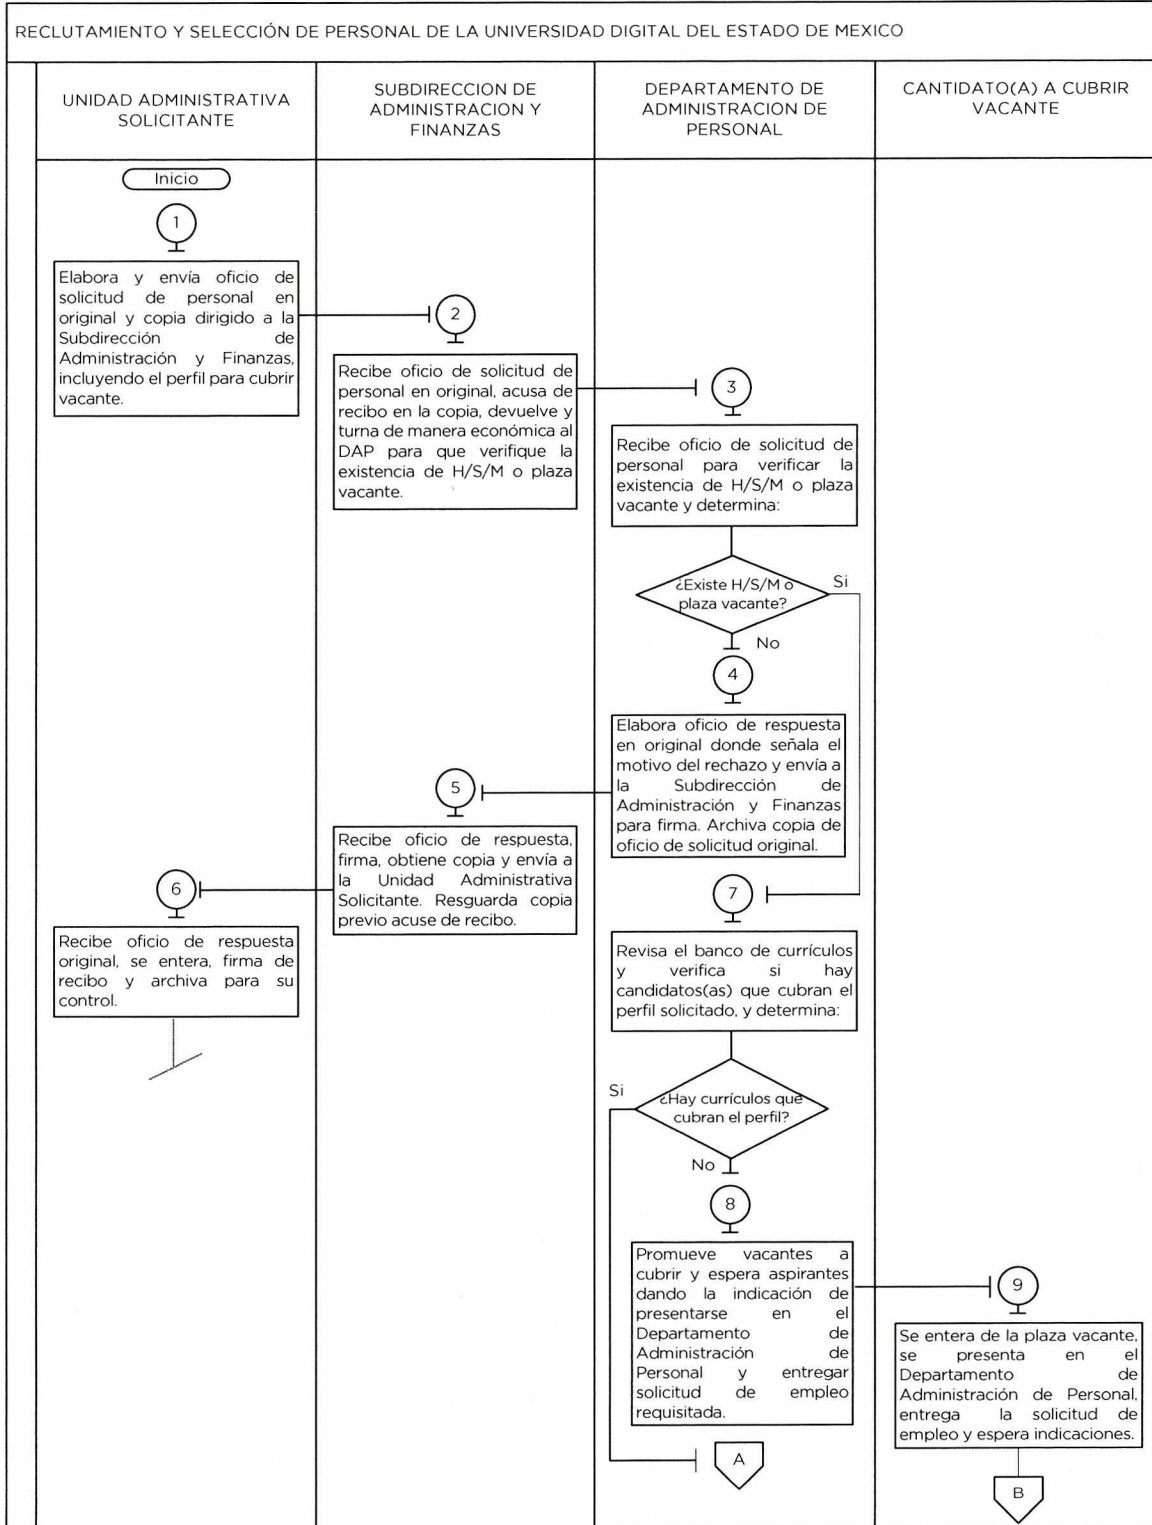 RECLUTAMIENTO Y SELECCIÓN DE PERSONAL DE LA UNIVERSIDAD DIGITAL DEL ESTADO DE MEXICO
UNIDAD ADMINISTRATIVA
SOLICITANTE
SUBDIRECCION DE
ADMINISTRACION Y
FINANZAS
DEPARTAMENTO DE
ADMINISTRACION DE
PERSONAL
CANTIDATO(A) A CUBRIR
VACANTE
Inicio
1
Elabora y envía oficio de
solicitud de personal en
original y copia dirigido a la
Subdirección de
Administración y Finanzas,
incluyendo el perfil para cubrir
vacante.
2
Recibe oficio de solicitud de
personal en original, acusa de
recibo en la copia, devuelve y
turna de manera económica al
DAP para que verifique la
existencia de H/S/M o plaza
vacante.
3
Recibe oficio de solicitud de
personal para verificar la
existencia de H/S/M o plaza
vacante y determina:
¿Existe H/S/M o
plaza vacante?
Si
No
4
Elabora oficio de respuesta
en original donde señala el
motivo del rechazo y envía a
la Subdirección de
Administración y Finanzas
para firma. Archiva copia de
oficio de solicitud original.
5
Recibe oficio de respuesta,
firma, obtiene copia y envía a
la Unidad Administrativa
Solicitante. Resguarda copia
previo acuse de recibo.
6
Recibe oficio de respuesta
original, se entera, firma de
recibo y archiva para su
control.
7
Revisa el banco de currículos
y verifica si hay
candidatos(as) que cubran el
perfil solicitado, y determina:
Si
¿Hay currículos que
cubran el perfil?
No
8
Promueve vacantes a
cubrir y espera aspirantes
dando la indicación de
presentarse en el
Departamento de
Administración de
Personal y entregar
solicitud de empleo
requisitada.
9
Se entera de la plaza vacante,
se presenta en el
Departamento de
Administración de Personal,
entrega la solicitud de
empleo y espera indicaciones.
A
B